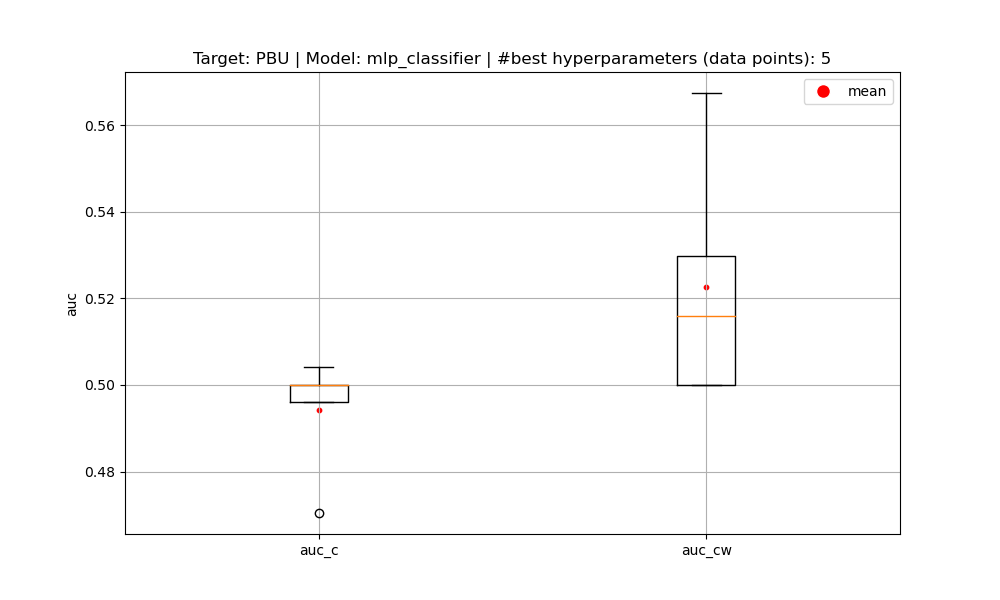 Target: PBU | Model: mlp_classifier | #best hyperparameters (data points): 5
mean
0.56
0.54
0.52
0.50
0.48
auc
auc_c
auc_cw